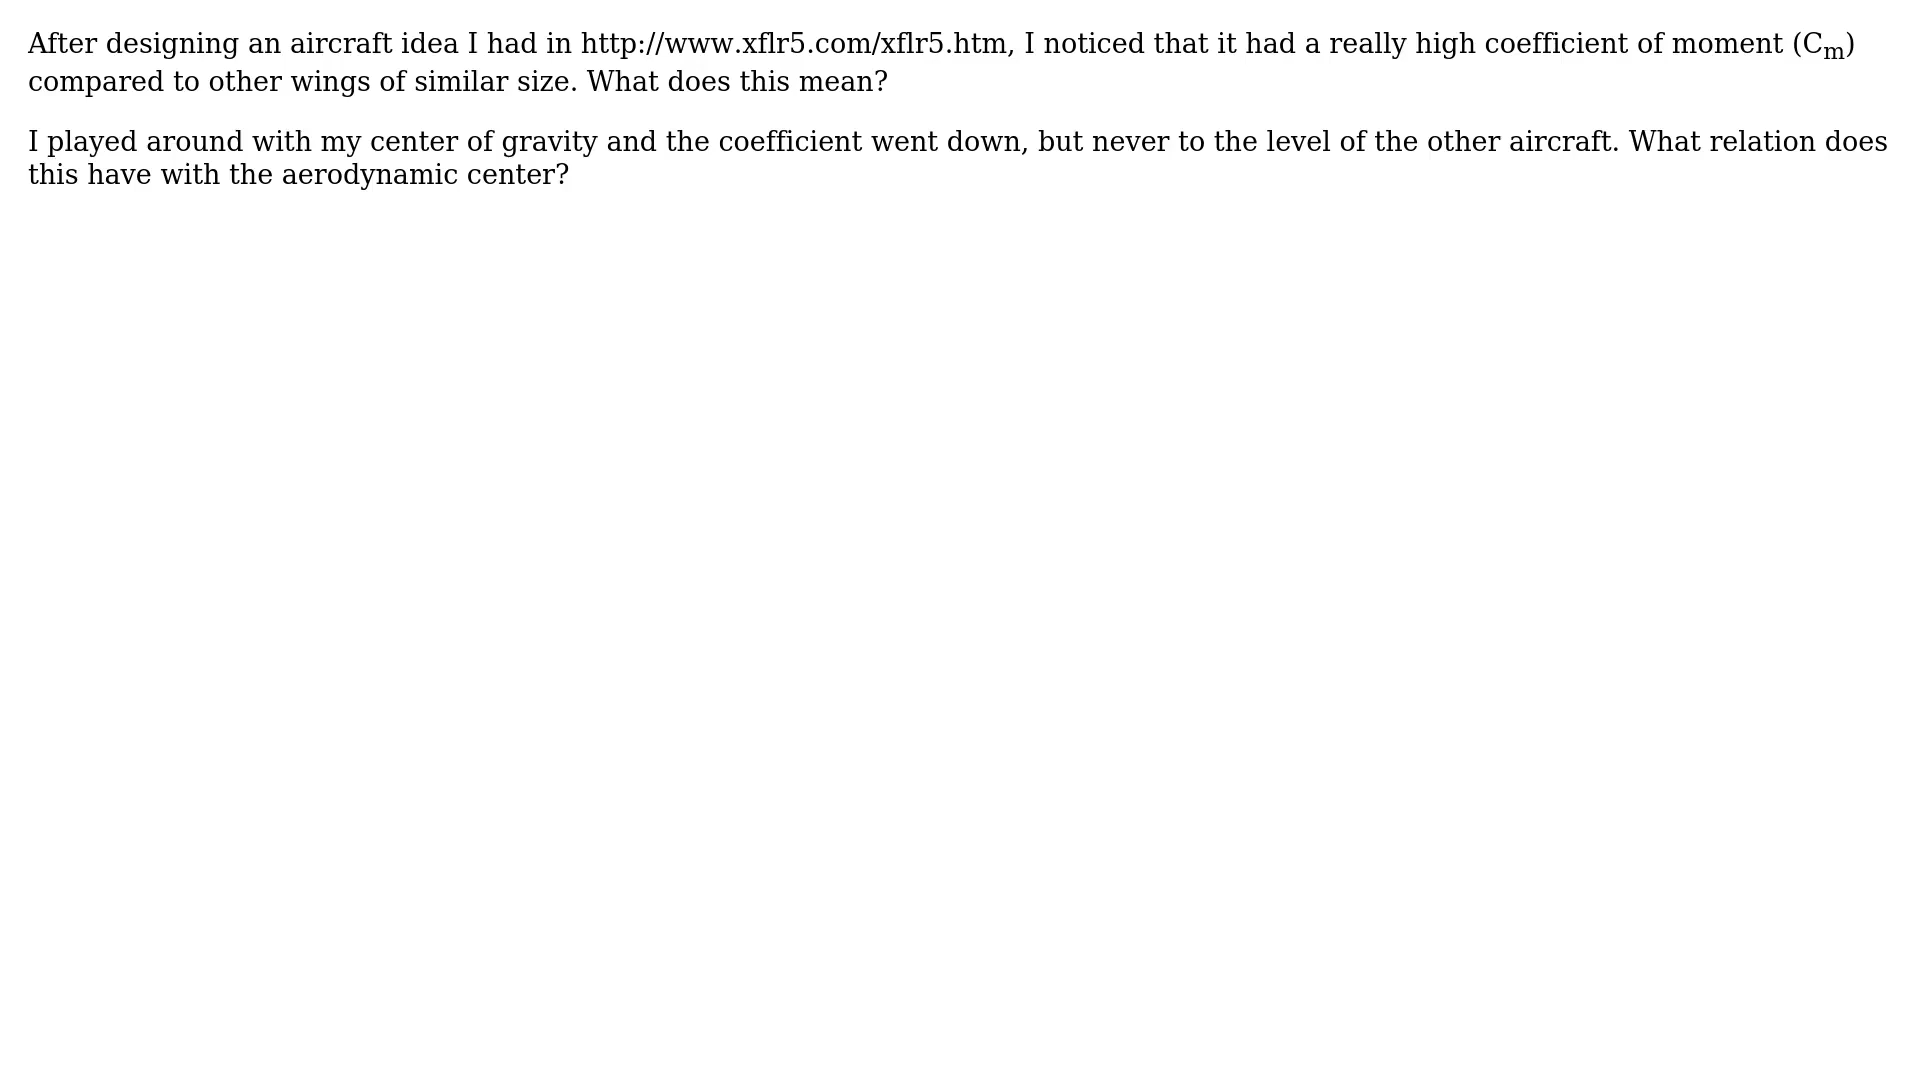 After designing an aircraft idea I had in http://www.xflr5.com/xflr5.htm, I noticed that it had a really high coefficient of moment (Cm)
compared to other wings of similar size. What does this mean?
I played around with my center of gravity and the coefficient went down, but never to the level of the other aircraft. What relation does
this have with the aerodynamic center?